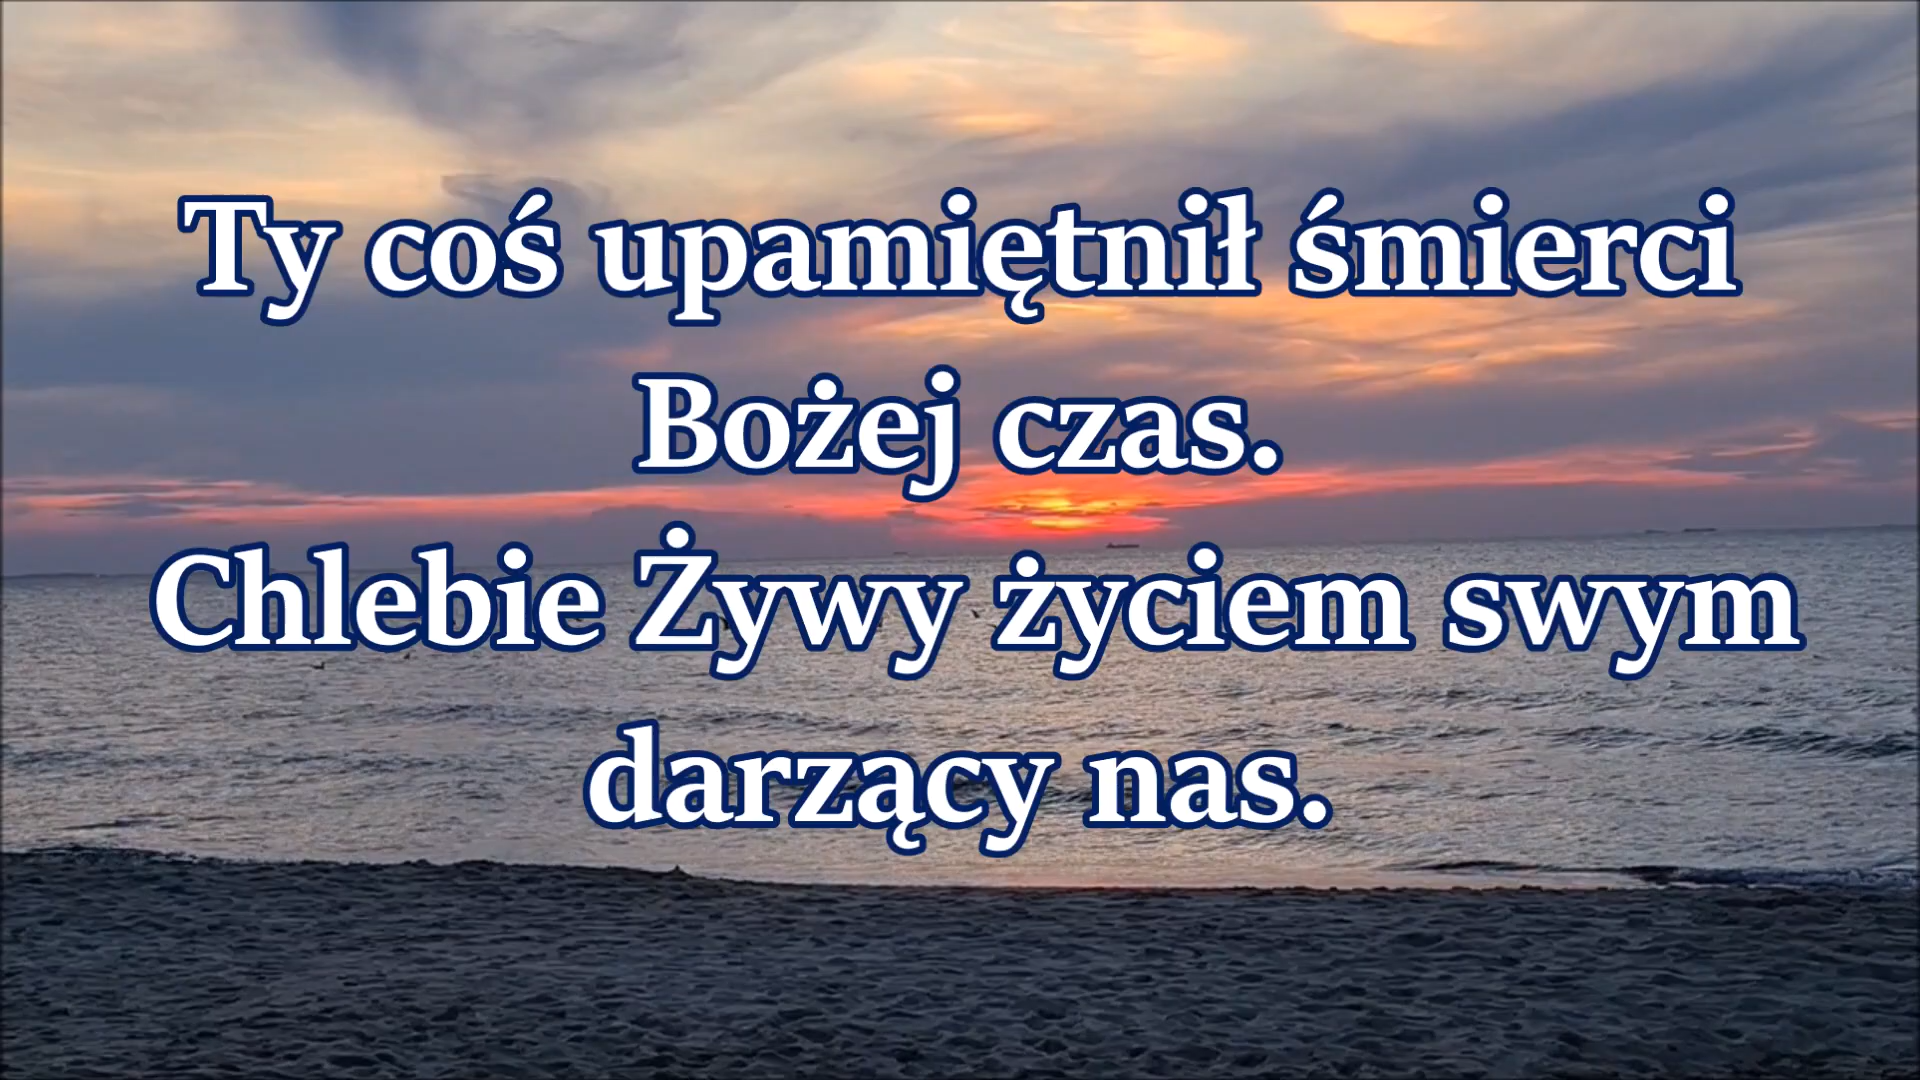 Ty coś upamiętnił śmierci
Bożej czas.
Chlebie Żywy życiem swym
darzący nas.